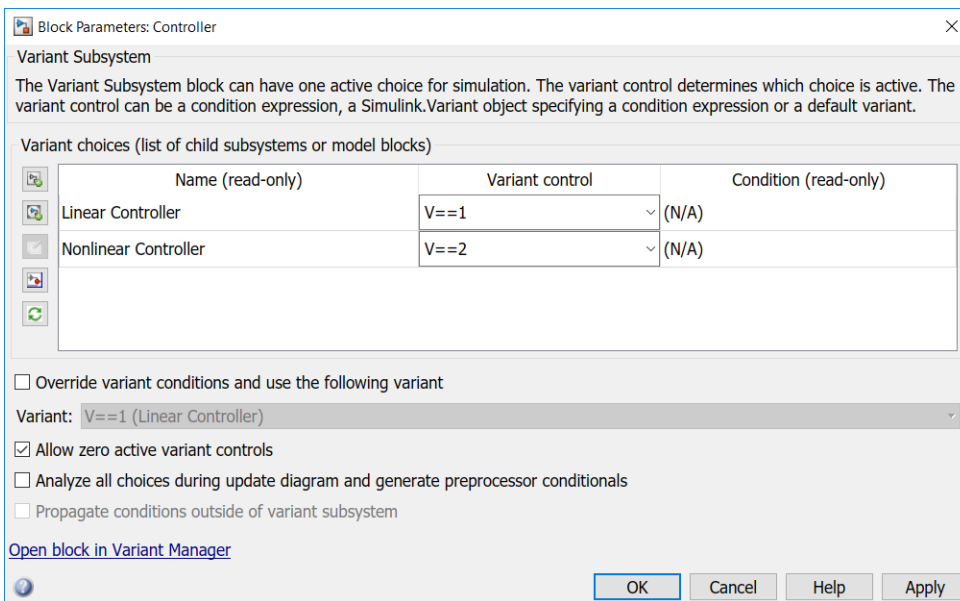 Block Parameters: Controller
Variant Subsystem
The Variant Subsystem block can have one active choice for simulation. The variant control determines which choice is active. The
variant control can be a condition expression, a Simulink.Variant object specifying a condition expression or a default variant.
Variant choices (list of child subsystems or model blocks)
Name (read-only) Variant control Condition (read-only)
Linear Controller V==1 (N/A)
Nonlinear Controller V==2 (N/A)
Override variant conditions and use the following variant
Variant: V==1 (Linear Controller)
Allow zero active variant controls
Analyze all choices during update diagram and generate preprocessor conditionals
Propagate conditions outside of variant subsystem
Open block in Variant Manager
OK Cancel Help Apply